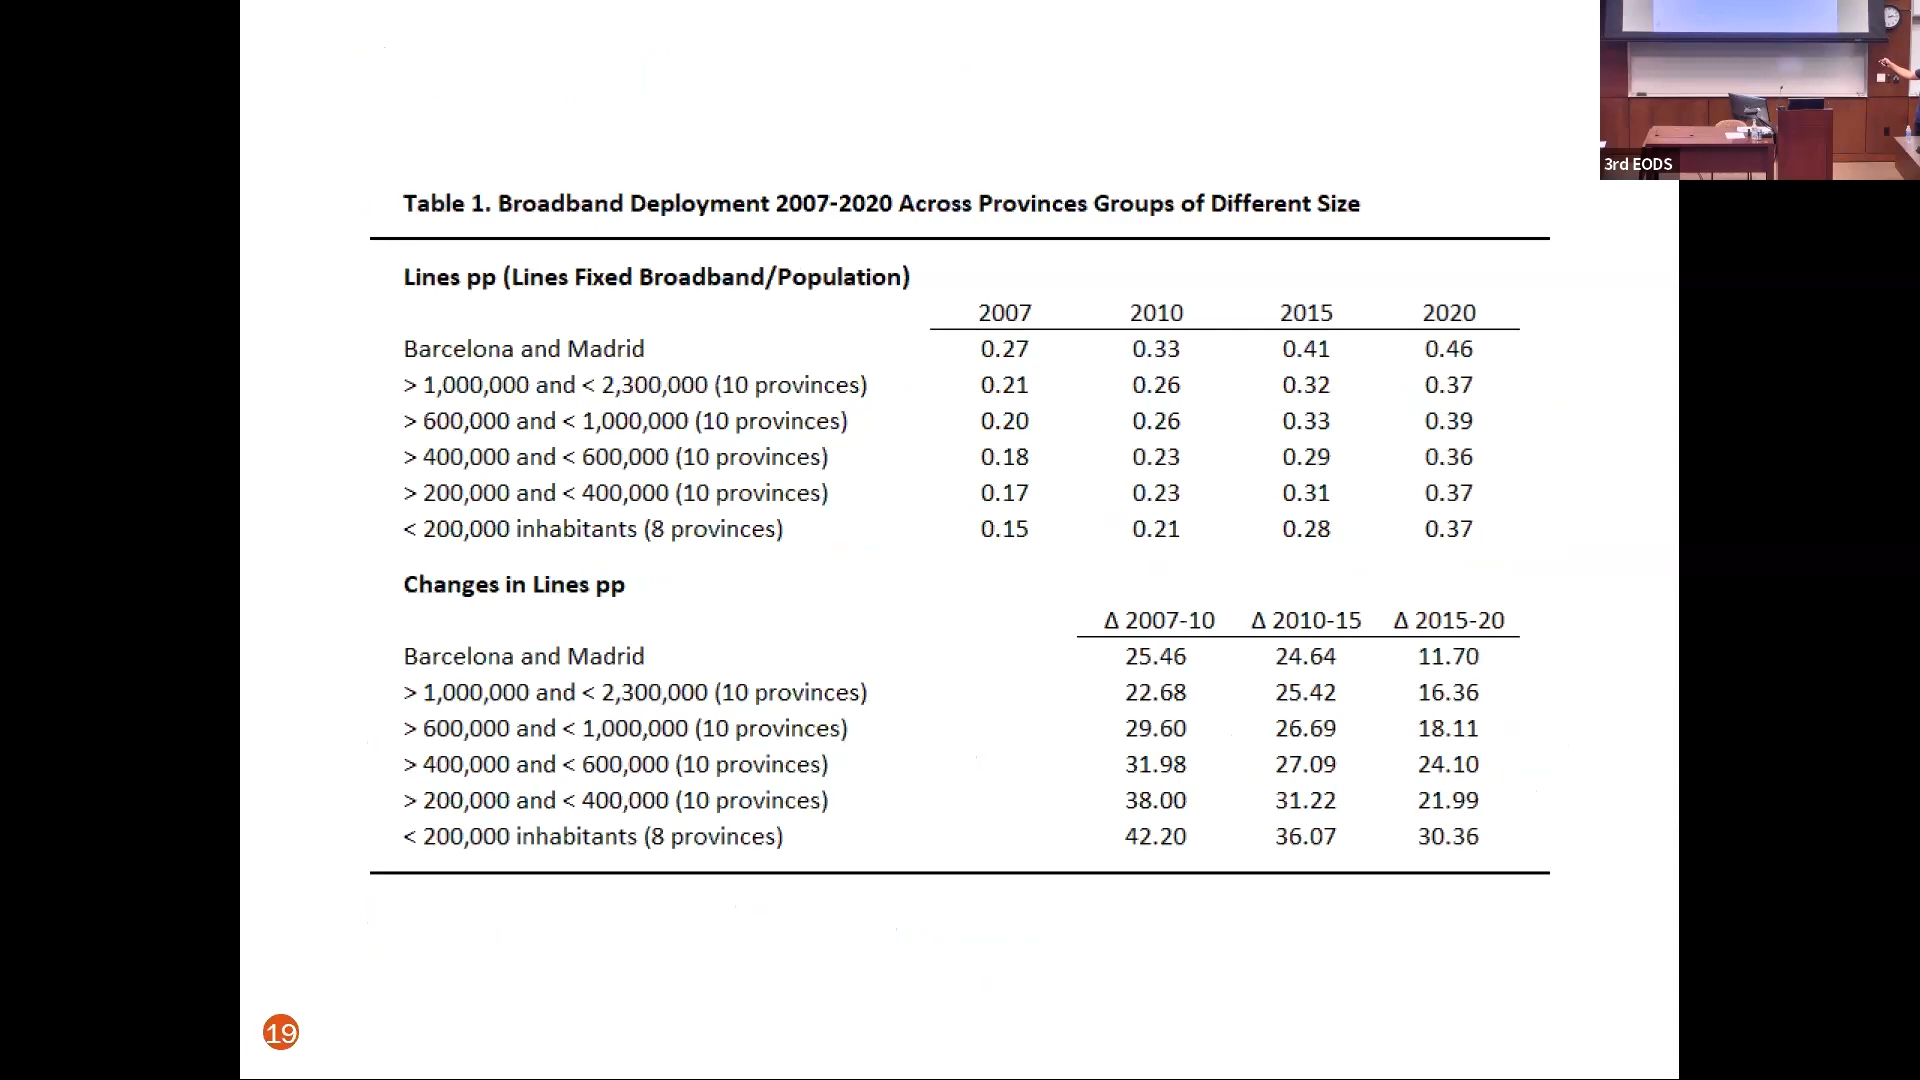 3rd EODS
Table 1. Broadband Deployment 2007-2020 Across Provinces Groups of Different Size
Lines pp (Lines Fixed Broadband/Population)
2007 2010 2015 2020
Barcelona and Madrid 0.27 0.33 0.41 0.46
> 1,000,000 and < 2,300,000 (10 provinces) 0.21 0.26 0.32 0.37
> 600,000 and < 1,000,000 (10 provinces) 0.20 0.26 0.33 0.39
> 400,000 and < 600,000 (10 provinces) 0.18 0.23 0.29 0.36
> 200,000 and < 400,000 (10 provinces) 0.17 0.23 0.31 0.37
< 200,000 inhabitants (8 provinces) 0.15 0.21 0.28 0.37
Changes in Lines pp
Δ 2007-10 Δ 2010-15 Δ 2015-20
Barcelona and Madrid 25.46 24.64 11.70
> 1,000,000 and < 2,300,000 (10 provinces) 22.68 25.42 16.36
> 600,000 and < 1,000,000 (10 provinces) 29.60 26.69 18.11
> 400,000 and < 600,000 (10 provinces) 31.98 27.09 24.10
> 200,000 and < 400,000 (10 provinces) 38.00 31.22 21.99
< 200,000 inhabitants (8 provinces) 42.20 36.07 30.36
19